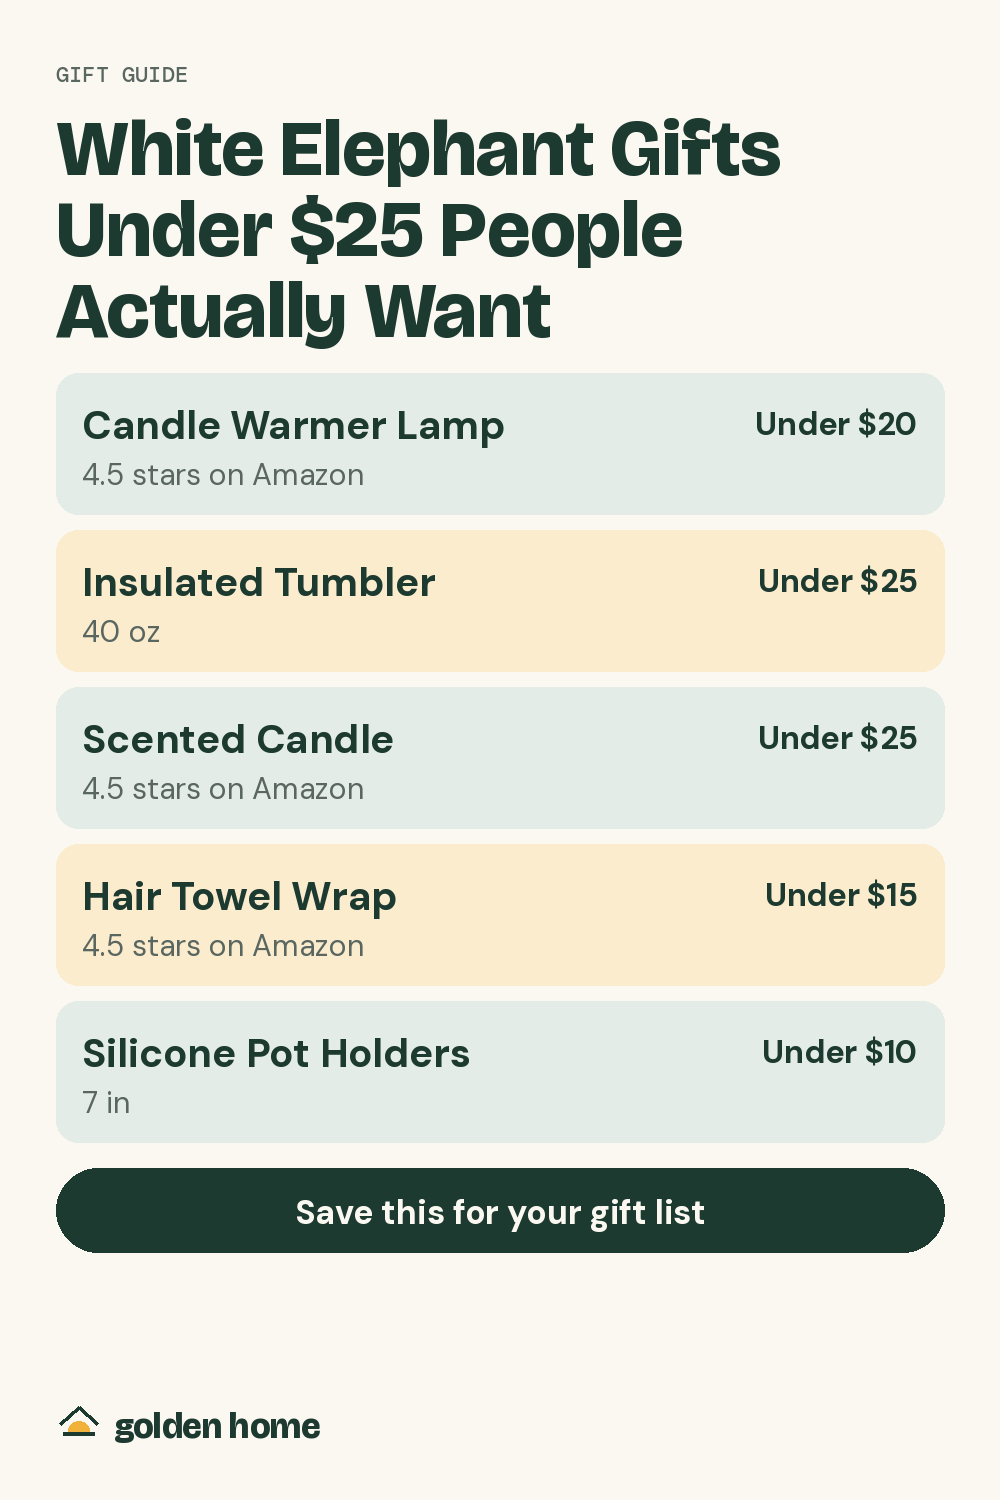 GIFT GUIDE
White Elephant Gifts
Under $25 People
Actually Want
Candle Warmer Lamp
Under $20
4.5 stars on Amazon
Insulated Tumbler
Under $25
40 oz
Scented Candle
Under $25
4.5 stars on Amazon
Hair Towel Wrap
Under $15
4.5 stars on Amazon
Silicone Pot Holders
Under $10
7 in
Save this for your gift list
golden home